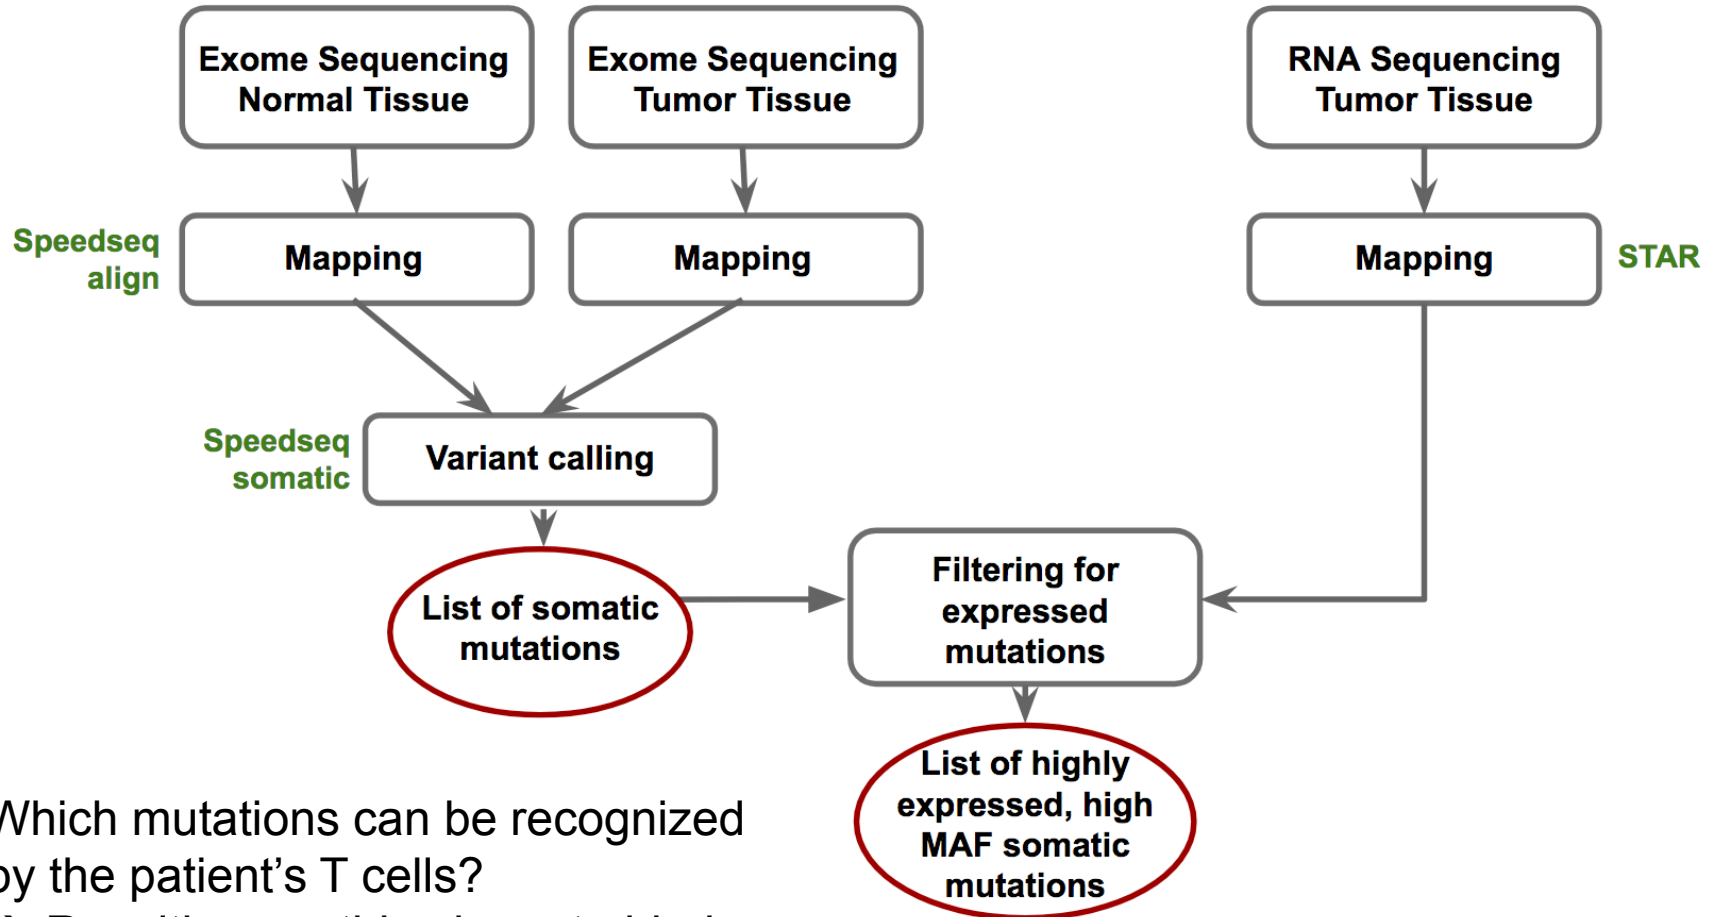 Exome Sequencing
Normal Tissue
Exome Sequencing
Tumor Tissue
RNA Sequencing
Tumor Tissue
Speedseq
align
Mapping
Mapping
Mapping
STAR
Speedseq
somatic
Variant calling
List of somatic
mutations
Filtering for
expressed
mutations
List of highly
expressed, high
MAF somatic
mutations
Which mutations can be recognized
by the patient's T cells?